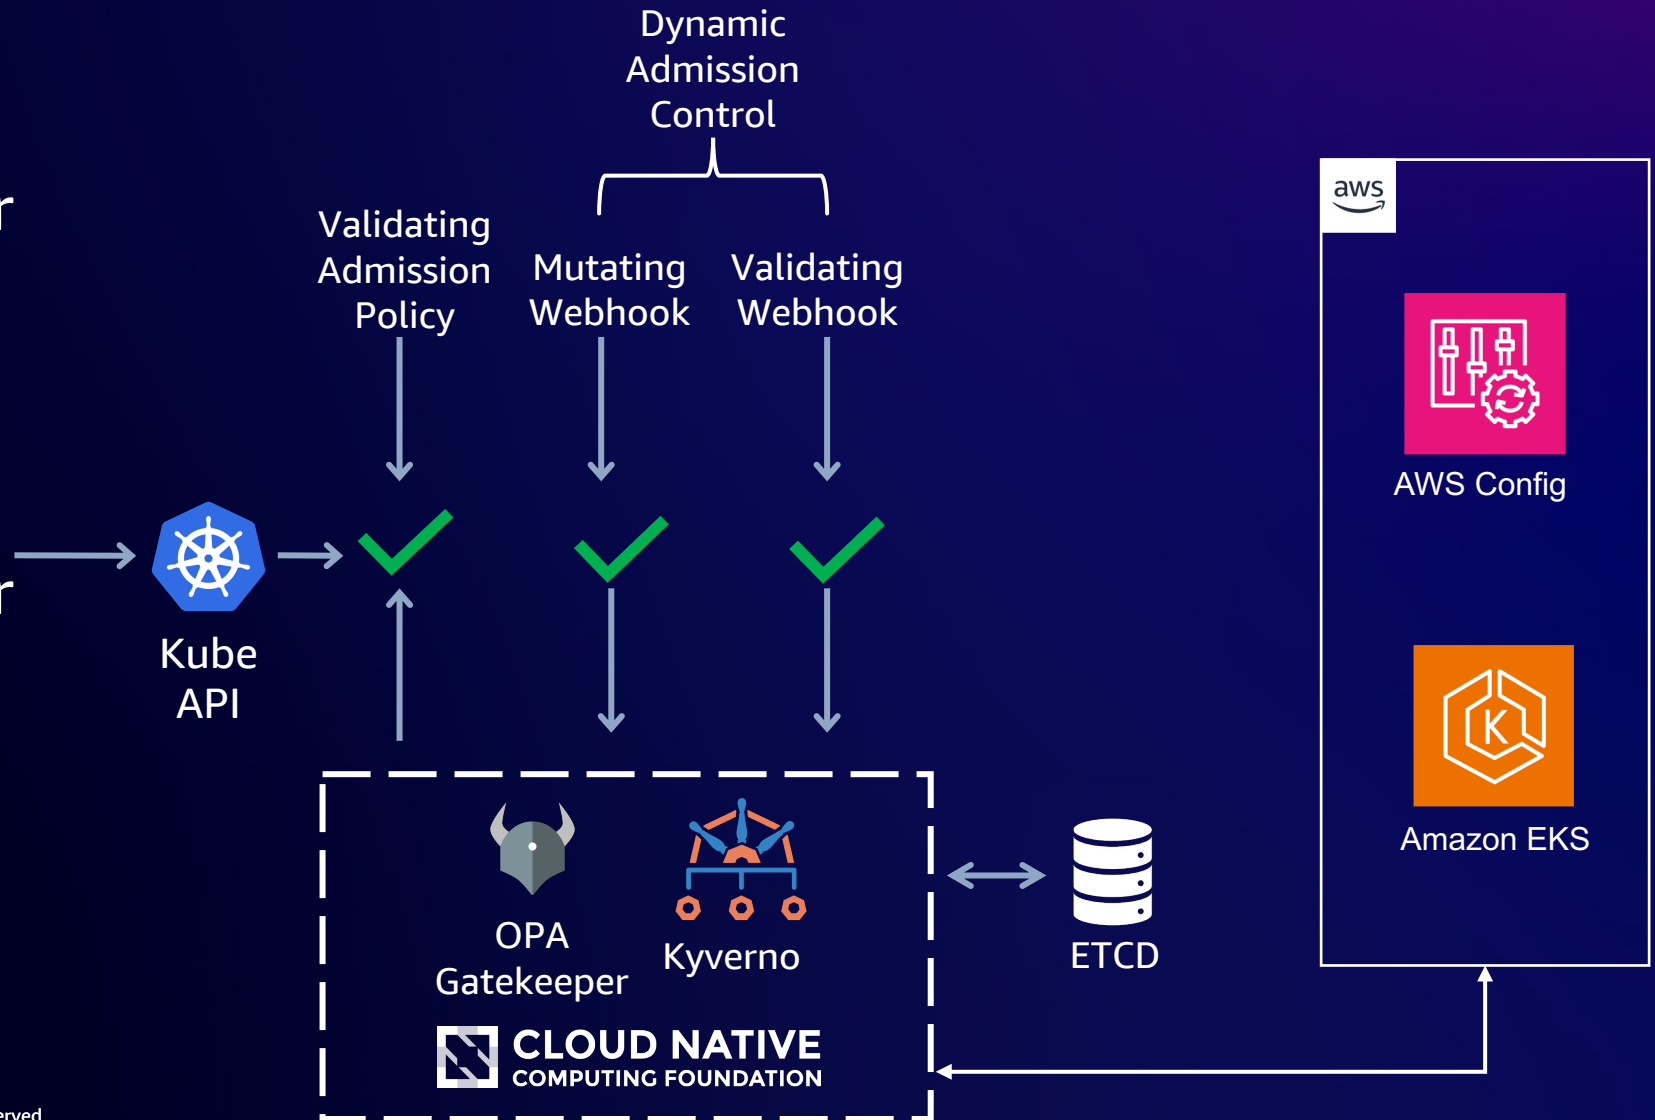 Dynamic
Admission
Control
aws
r
Validating
Admission
Policy
Mutating
Webhook
Validating
Webhook
AWS Config
r
Kube
API
K
Amazon EKS
OPA
Gatekeeper
Kyverno
ETCD
CLOUD NATIVE
COMPUTING FOUNDATION